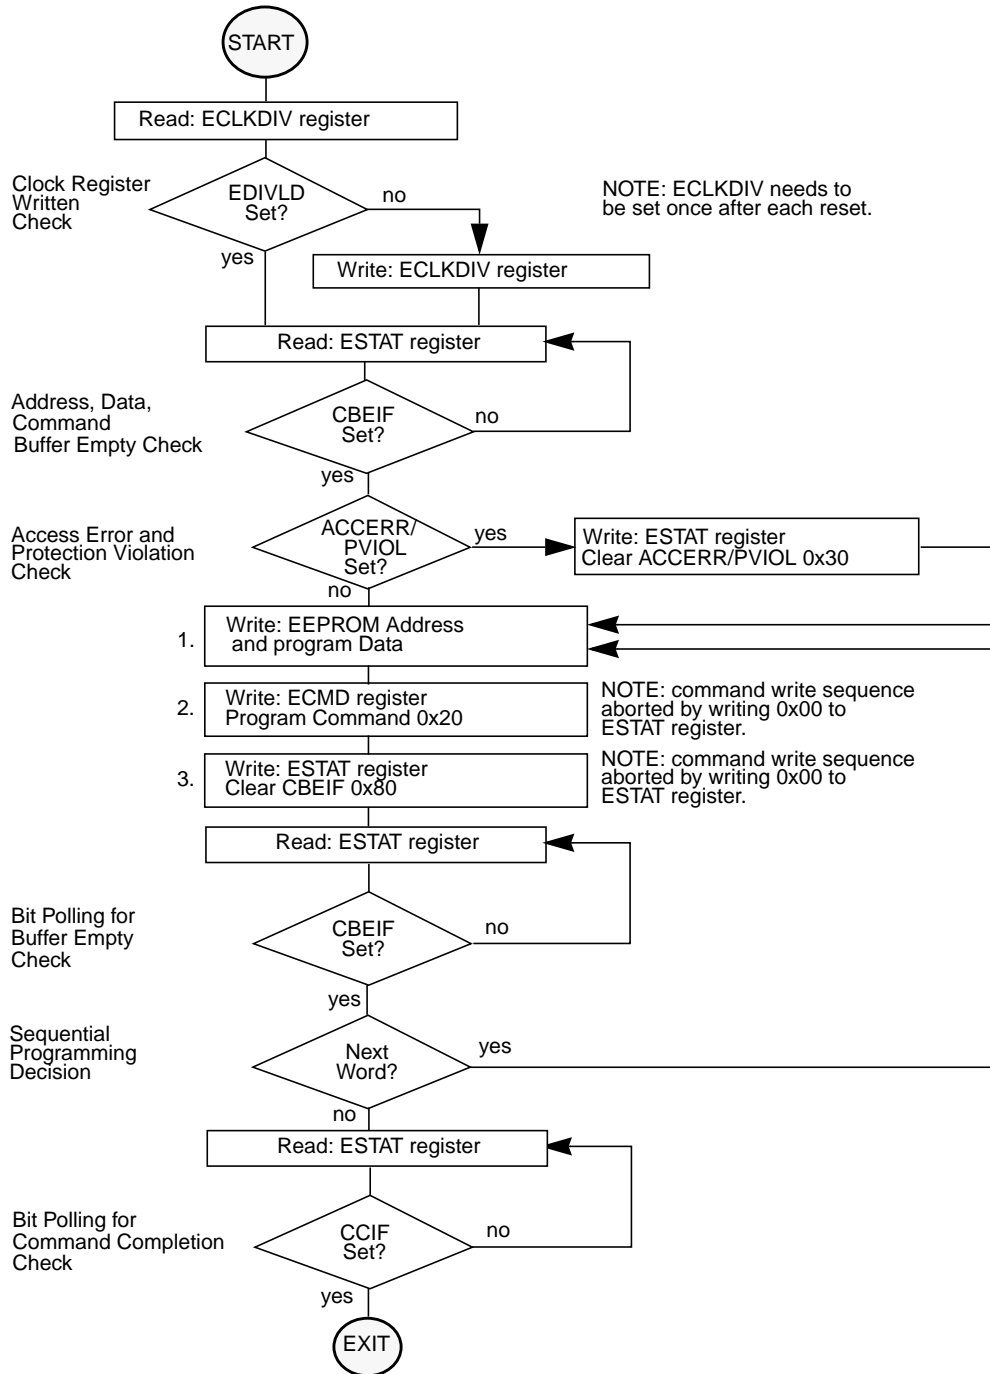 START
Read: ECLKDIV register
Clock Register
Written
Check
EDIVLD
Set?
no
yes
NOTE: ECLKDIV needs to
be set once after each reset.
Write: ECLKDIV register
Read: ESTAT register
Address, Data,
Command
Buffer Empty Check
CBEIF
Set?
no
yes
Access Error and
Protection Violation
Check
ACCERR/
PVIOL
Set?
yes
no
Write: ESTAT register
Clear ACCERR/PVIOL 0x30
1.
Write: EEPROM Address
and program Data
2.
Write: ECMD register
Program Command 0x20
NOTE: command write sequence
aborted by writing 0x00 to
ESTAT register.
3.
Write: ESTAT register
Clear CBEIF 0x80
NOTE: command write sequence
aborted by writing 0x00 to
ESTAT register.
Read: ESTAT register
Bit Polling for
Buffer Empty
Check
CBEIF
Set?
no
yes
Sequential
Programming
Decision
Next
Word?
yes
no
Read: ESTAT register
Bit Polling for
Command Completion
Check
CCIF
Set?
no
yes
EXIT